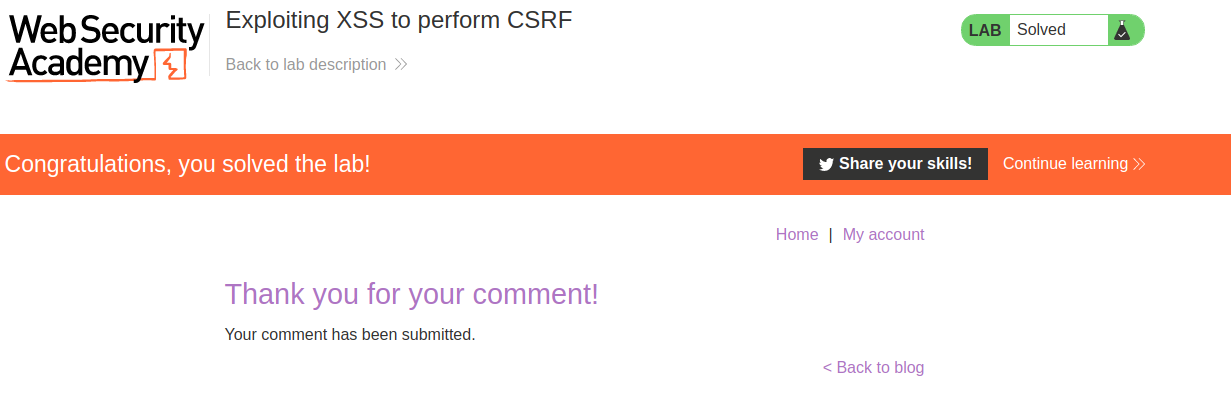 Web Security
Academy
Exploiting XSS to perform CSRF
Back to lab description
LAB Solved
Congratulations, you solved the lab!
Share your skills!
Continue learning
Home | My account
Thank you for your comment!
Your comment has been submitted.
< Back to blog